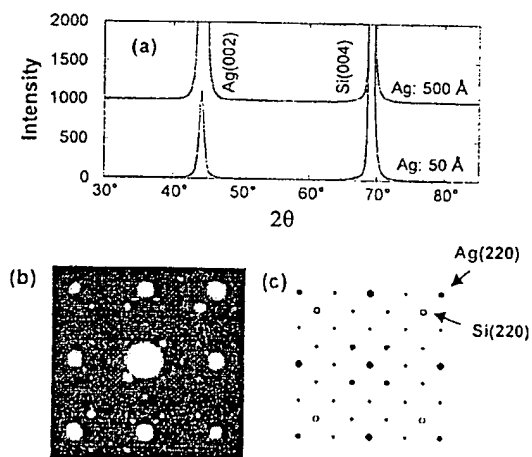 2000
(a)
1500
1000
500
0
Intensity
Ag(002)
Si(004)
Ag: 500 Å
Ag: 50 Å
30°
40°
50°
60°
70°
80°
2θ
(b)
(c)
Ag(220)
Si(220)